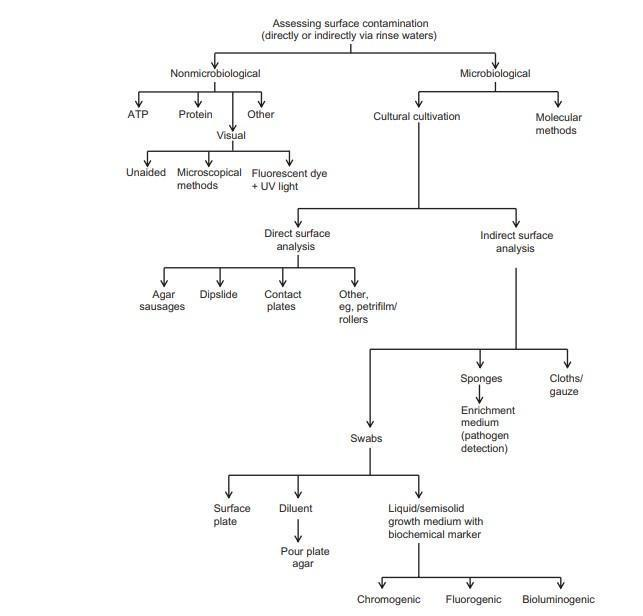 Assessing surface contamination
(directly or indirectly via rinse waters)
Nonmicrobiological
Microbiological
ATP
Protein
Other
Visual
Cultural cultivation
Molecular
methods
Unaided
Microscopical
methods
Fluorescent dye
+ UV light
Direct surface
analysis
Indirect surface
analysis
Agar
sausages
Dipslide
Contact
plates
Other,
eg, petrifilm/
rollers
Sponges
Cloths/
gauze
Enrichment
medium
(pathogen
detection)
Swabs
Surface
plate
Diluent
Liquid/semisolid
growth medium with
biochemical marker
Pour plate
agar
Chromogenic
Fluorogenic
Bioluminogenic